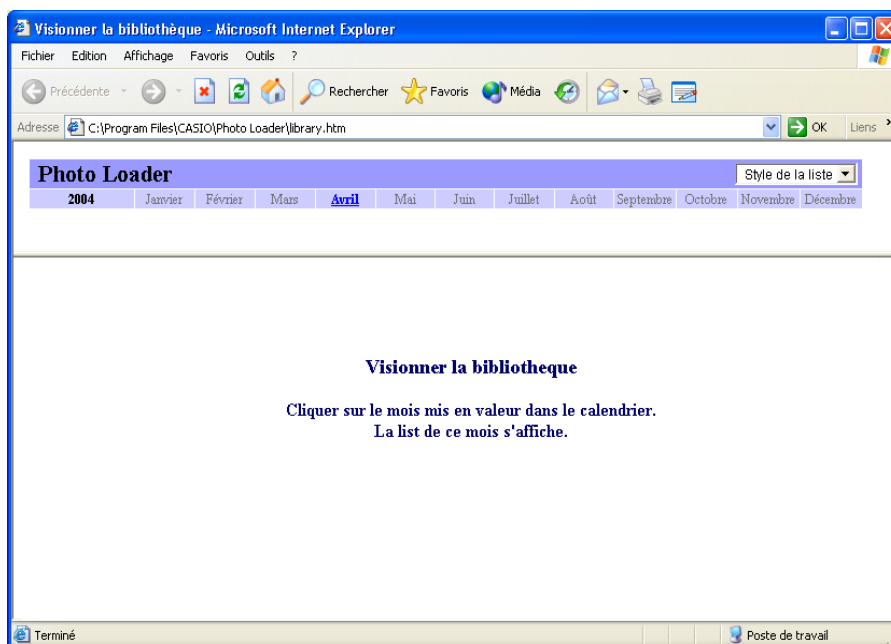 Visionner la bibliothèque - Microsoft Internet Explorer
Fichier Edition Affichage Favoris Outils ?
Précédente Rechercher Favoris Média
Adresse C:\Program Files\CASIO\Photo Loader\library.htm OK Liens »
Photo Loader Style de la liste
2004 Janvier Février Mars Avril Mai Juin Juillet Août Septembre Octobre Novembre Décembre
Visionner la bibliotheque
Cliquer sur le mois mis en valeur dans le calendrier.
La list de ce mois s'affiche.
Terminé Poste de travail